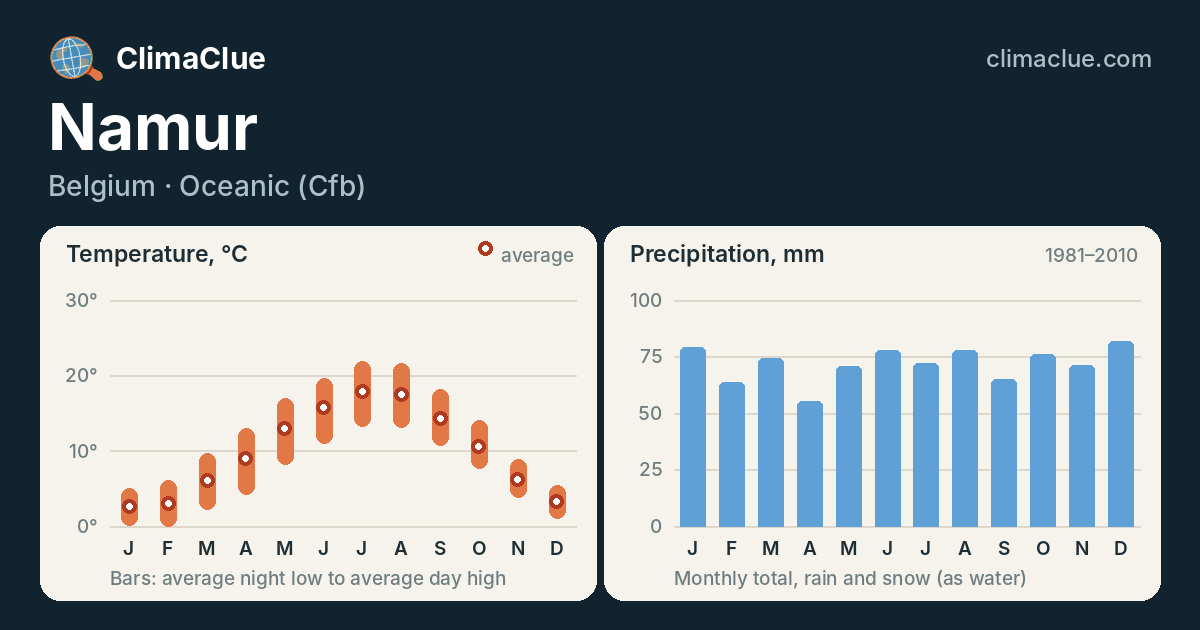 ClimaClue
climaclue.com
Namur
Belgium · Oceanic (Cfb)
Temperature, °C
average
30°
20°
10°
0°
J F M A M J J A S O N D
Bars: average night low to average day high
Precipitation, mm
1981–2010
100
75
50
25
0
J F M A M J J A S O N D
Monthly total, rain and snow (as water)